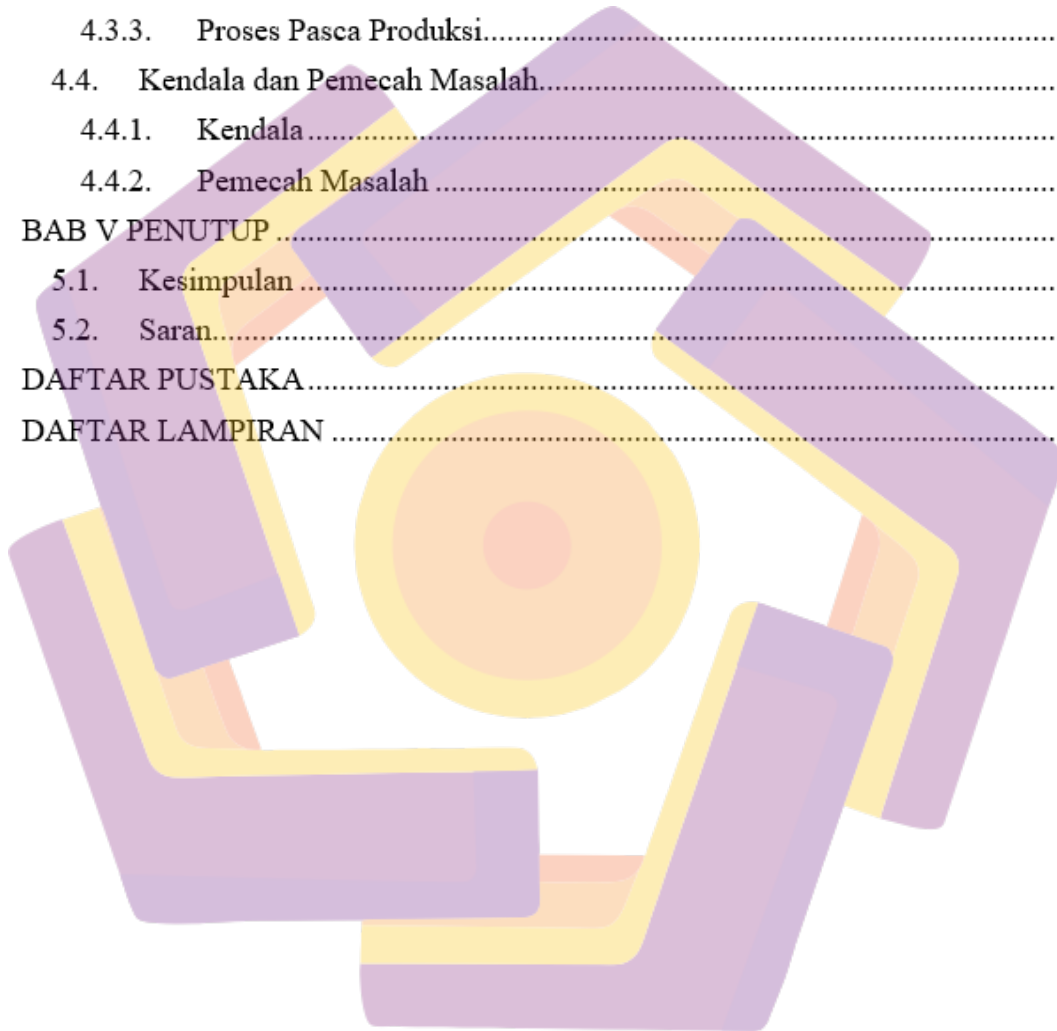 4.3.3. Proses Pasca Produksi..........................................................................................
4.4. Kendala dan Pemecah Masalah..................................................................................
4.4.1. Kendala..................................................................................................................
4.4.2. Pemecah Masalah..................................................................................................
BAB V PENUTUP.............................................................................................................
5.1. Kesimpulan..............................................................................................................
5.2. Saran.........................................................................................................................
DAFTAR PUSTAKA.........................................................................................................
DAFTAR LAMPIRAN......................................................................................................